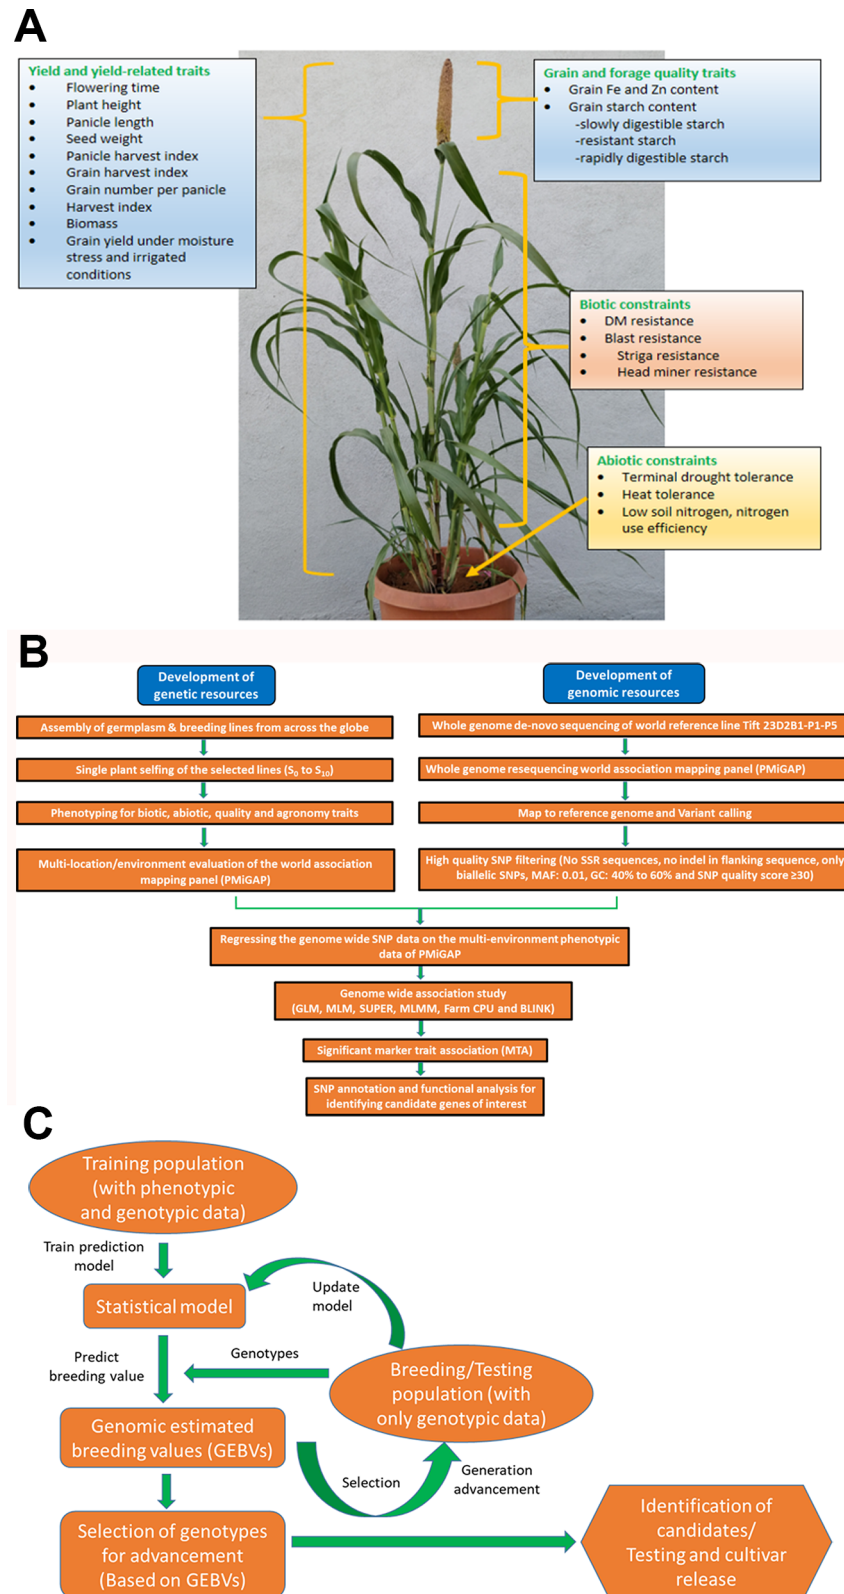 A
Yield and yield-related traits
• Flowering time
• Plant height
• Panicle length
• Seed weight
• Panicle harvest index
• Grain harvest index
• Grain number per panicle
• Harvest index
• Biomass
• Grain yield under moisture
stress and irrigated
conditions
Grain and forage quality traits
• Grain Fe and Zn content
• Grain starch content
-slowly digestible starch
-resistant starch
-rapidly digestible starch
Biotic constraints
• DM resistance
• Blast resistance
• Striga resistance
• Head miner resistance
Abiotic constraints
• Terminal drought tolerance
• Heat tolerance
• Low soil nitrogen, nitrogen
use efficiency
B
Development of
genetic resources
Assembly of germplasm & breeding lines from across the globe
Single plant selfing of the selected lines (S0 to S10)
Phenotyping for biotic, abiotic, quality and agronomy traits
Multi-location/environment evaluation of the world association
mapping panel (PMiGAP)
Development of
genomic resources
Whole genome de-novo sequencing of world reference line Tift 23D2B1-P1-P5
Whole genome resequencing world association mapping panel (PMiGAP)
Map to reference genome and Variant calling
High quality SNP filtering (No SSR sequences, no indel in flanking sequence, only
biallelic SNPs, MAF: 0.01, GC: 40% to 60% and SNP quality score ≥30)
Regressing the genome wide SNP data on the multi-environment phenotypic
data of PMiGAP
Genome wide association study
(GLM, MLM, SUPER, MLMM, Farm CPU and BLINK)
Significant marker trait association (MTA)
SNP annotation and functional analysis for
identifying candidate genes of interest
C
Training population
(with phenotypic
and genotypic data)
Train prediction
model
Statistical model
Update
model
Predict
breeding value
Genotypes
Breeding/Testing
population (with
only genotypic data)
Genomic estimated
breeding values (GEBVs)
Selection
Generation
advancement
Selection of genotypes
for advancement
(Based on GEBVs)
Identification of
candidates/
Testing and cultivar
release